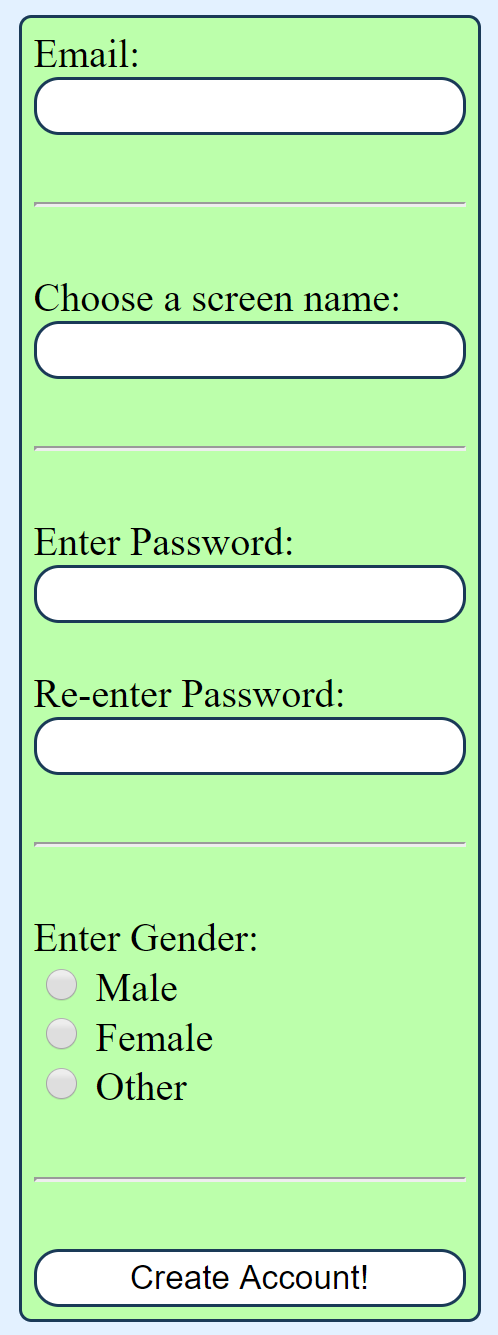 Email:
Choose a screen name:
Enter Password:
Re-enter Password:
Enter Gender:
Male
Female
Other
Create Account!